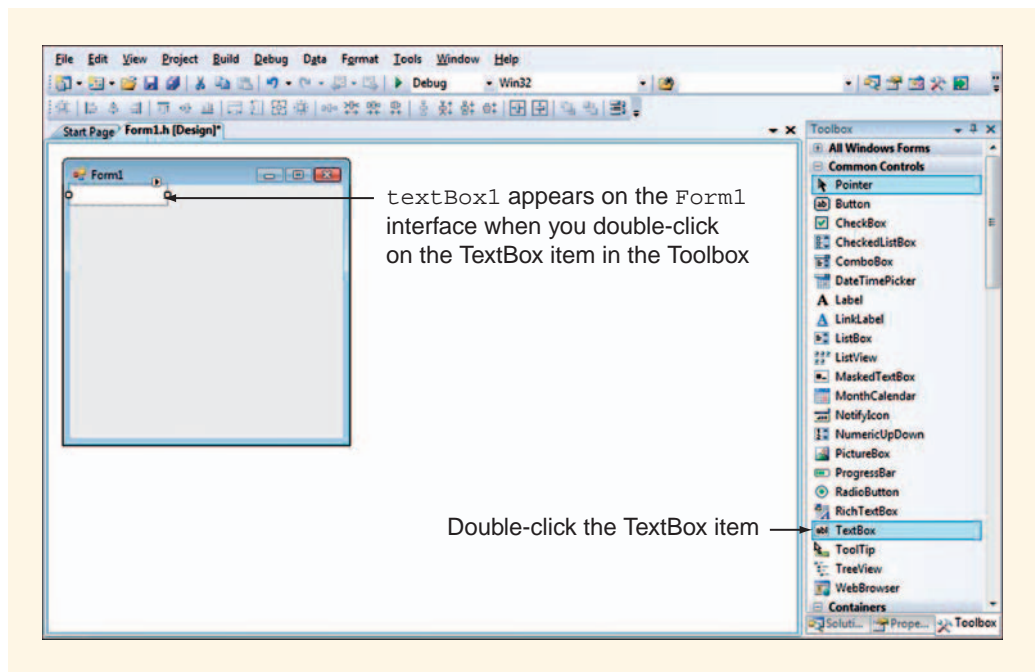 File Edit View Project Build Debug Data Format Tools Window Help
Debug Win32
Start Page Form1.h [Design]*
Toolbox
All Windows Forms
Common Controls
Pointer
Button
CheckBox
CheckedListBox
ComboBox
DateTimePicker
Label
LinkLabel
ListBox
ListView
MaskedTextBox
MonthCalendar
NotifyIcon
NumericUpDown
PictureBox
ProgressBar
RadioButton
RichTextBox
TextBox
ToolTip
TreeView
WebBrowser
Containers
Soluti... Prope... Toolbox
Form1
textBox1 appears on the Form1
interface when you double-click
on the TextBox item in the Toolbox
Double-click the TextBox item